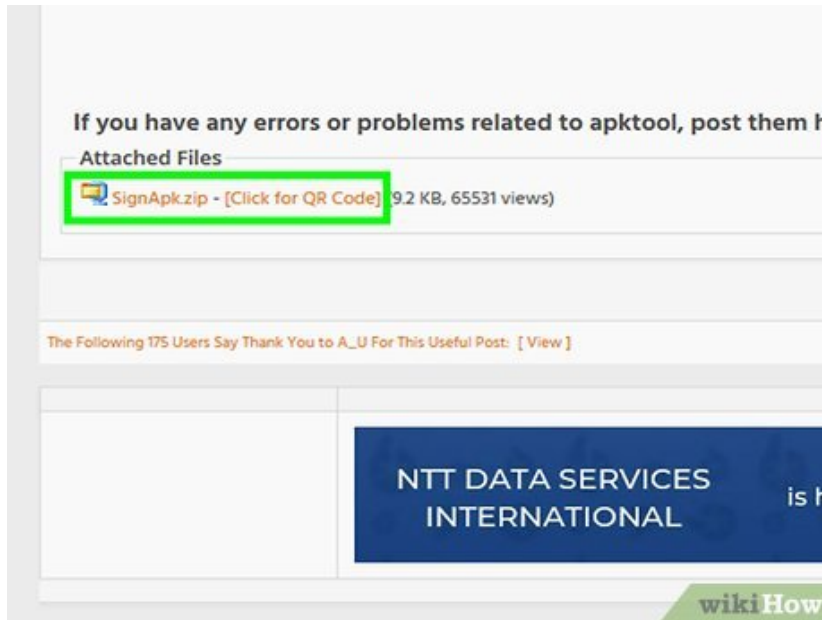 If you have any errors or problems related to apktool, post them
Attached Files
SignApk.zip - [Click for QR Code] (9.2 KB, 65531 views)
The Following 175 Users Say Thank You to A_U For This Useful Post: [ View ]
NTT DATA SERVICES
INTERNATIONAL
is
wikiHow